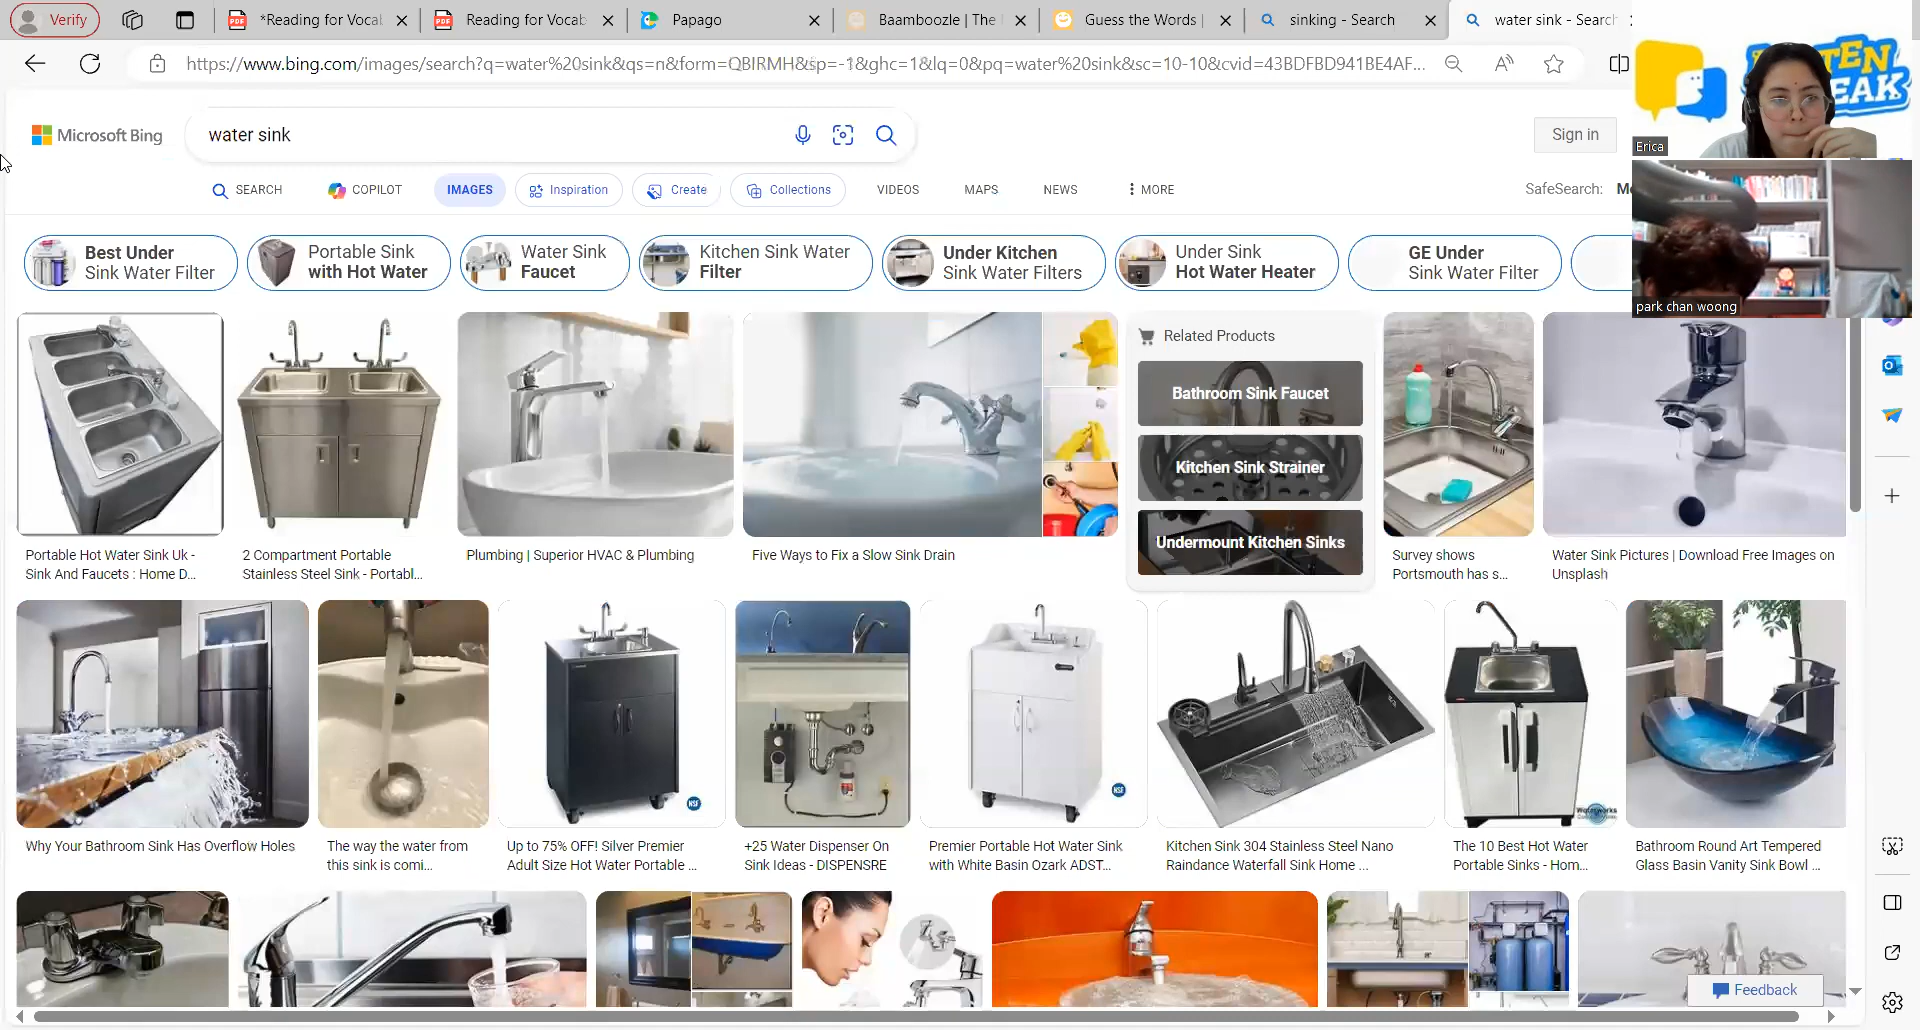 Verify
*Reading for Vocab
Reading for Vocab
Papago
Baamboozle | The
Guess the Words |
sinking - Search
water sink - Search
https://www.bing.com/images/search?q=water%20sink&qs=n&form=QBIRMH&sp=-1&ghc=1&lq=0&pq=water%20sink&sc=10-10&cvid=43BDFBD941BE4AF...
Microsoft Bing
water sink
Sign in
SEARCH
COPILOT
IMAGES
Inspiration
Create
Collections
VIDEOS
MAPS
NEWS
MORE
SafeSearch:
Erica
park chan woong
Best Under
Sink Water Filter
Portable Sink
with Hot Water
Water Sink
Faucet
Kitchen Sink Water
Filter
Under Kitchen
Sink Water Filters
Under Sink
Hot Water Heater
GE Under
Sink Water Filter
Related Products
Bathroom Sink Faucet
Kitchen Sink Strainer
Undermount Kitchen Sinks
Portable Hot Water Sink Uk -
Sink And Faucets : Home D...
2 Compartment Portable
Stainless Steel Sink - Portabl...
Plumbing | Superior HVAC & Plumbing
Five Ways to Fix a Slow Sink Drain
Survey shows
Portsmouth has s...
Water Sink Pictures | Download Free Images on
Unsplash
NSF
NSF
Why Your Bathroom Sink Has Overflow Holes
The way the water from
this sink is comi...
Up to 75% OFF! Silver Premier
Adult Size Hot Water Portable ...
+25 Water Dispenser On
Sink Ideas - DISPENSRE
Premier Portable Hot Water Sink
with White Basin Ozark ADST...
Kitchen Sink 304 Stainless Steel Nano
Raindance Waterfall Sink Home ...
The 10 Best Hot Water
Portable Sinks - Hom...
Bathroom Round Art Tempered
Glass Basin Vanity Sink Bowl ...
Feedback